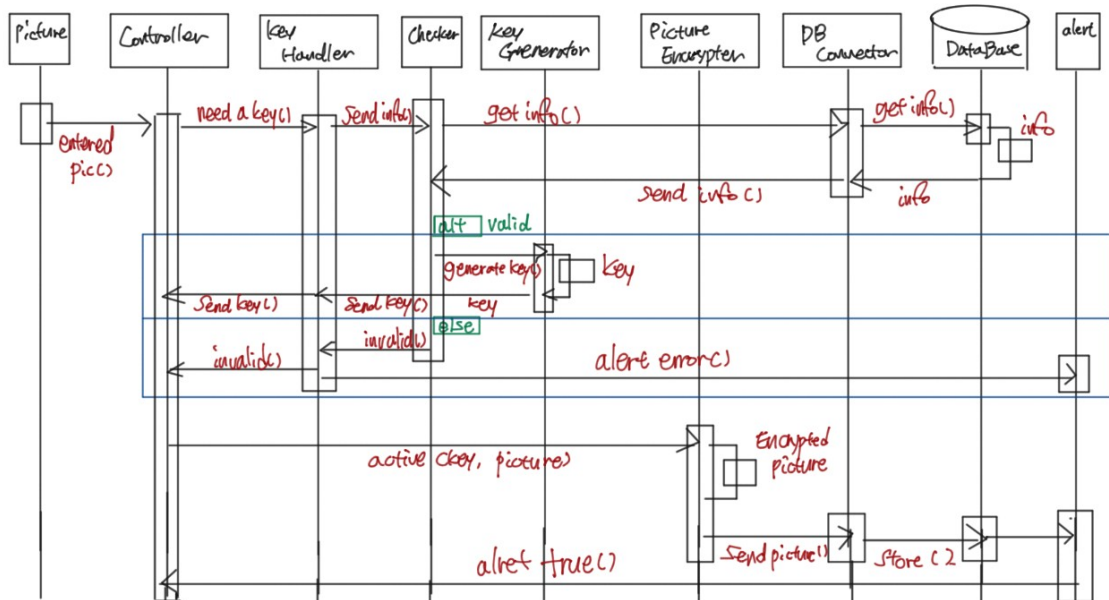 Picture
Controller
Key
Handler
Checker
Key
Generator
Picture
Encrypter
DB
Connector
DataBase
alert
need a key()
Send info()
get info()
get info()
info
entered
pic()
send info()
info
alt valid
generate key()
key
Send key()
Send key()
key
else
invalid()
invalid()
alert error()
active (key, picture)
Encrypted
picture
Send picture()
Store ( )
alret true()